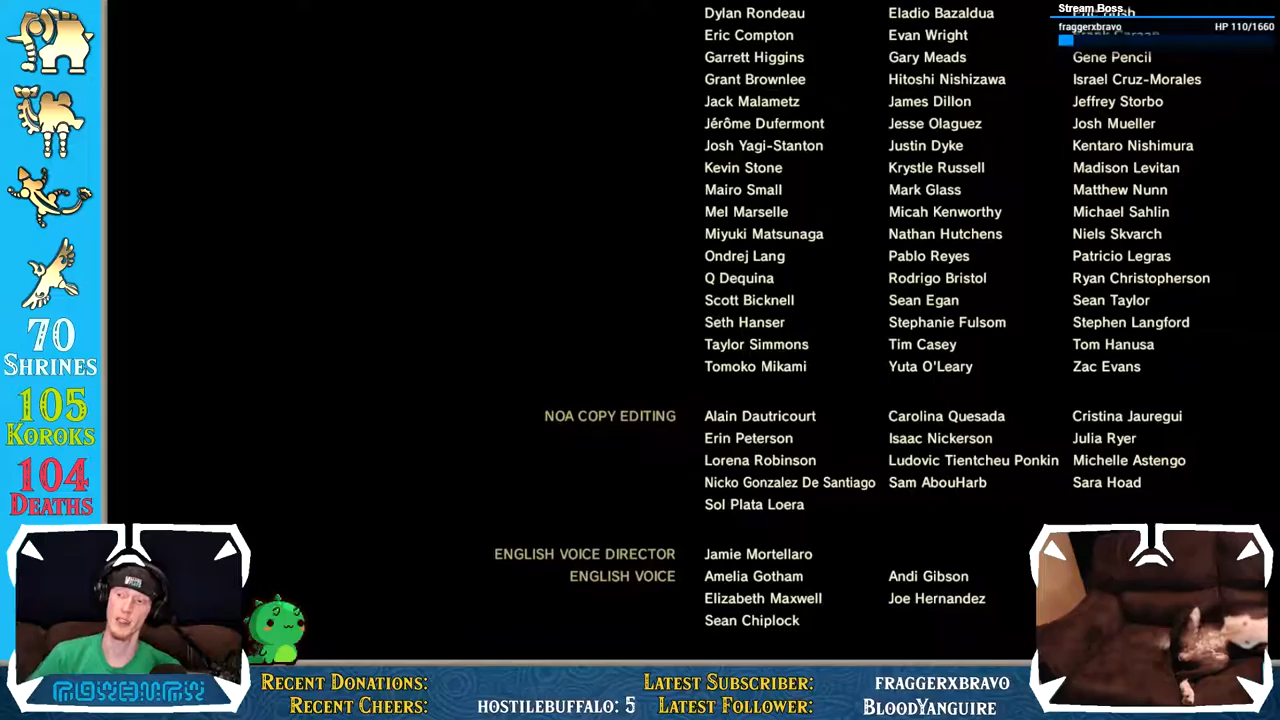 Stream Boss
fraggerxbravo HP 110/1660
Dylan Rondeau Eladio Bazaldua
Eric Compton Evan Wright
Garrett Higgins Gary Meads Gene Pencil
Grant Brownlee Hitoshi Nishizawa Israel Cruz-Morales
Jack Malametz James Dillon Jeffrey Storbo
Jérôme Dufermont Jesse Olaguez Josh Mueller
Josh Yagi-Stanton Justin Dyke Kentaro Nishimura
Kevin Stone Krystle Russell Madison Levitan
Mairo Small Mark Glass Matthew Nunn
Mel Marselle Micah Kenworthy Michael Sahlin
Miyuki Matsunaga Nathan Hutchens Niels Skvarch
Ondrej Lang Pablo Reyes Patricio Legras
Q Dequina Rodrigo Bristol Ryan Christopherson
Scott Bicknell Sean Egan Sean Taylor
Seth Hanser Stephanie Fulsom Stephen Langford
Taylor Simmons Tim Casey Tom Hanusa
Tomoko Mikami Yuta O'Leary Zac Evans
NOA COPY EDITING Alain Dautricourt Carolina Quesada Cristina Jauregui
Erin Peterson Isaac Nickerson Julia Ryer
Lorena Robinson Ludovic Tientcheu Ponkin Michelle Astengo
Nicko Gonzalez De Santiago Sam AbouHarb Sara Hoad
Sol Plata Loera
ENGLISH VOICE DIRECTOR Jamie Mortellaro
ENGLISH VOICE Amelia Gotham Andi Gibson
Elizabeth Maxwell Joe Hernandez
Sean Chiplock
70
SHRINES
105
KOROKS
104
DEATHS
RECENT DONATIONS: LATEST SUBSCRIBER: FRAGGERXBRAVO
RECENT CHEERS: HOSTILEBUFFALO: 5 LATEST FOLLOWER: BLOODYANGUIRE